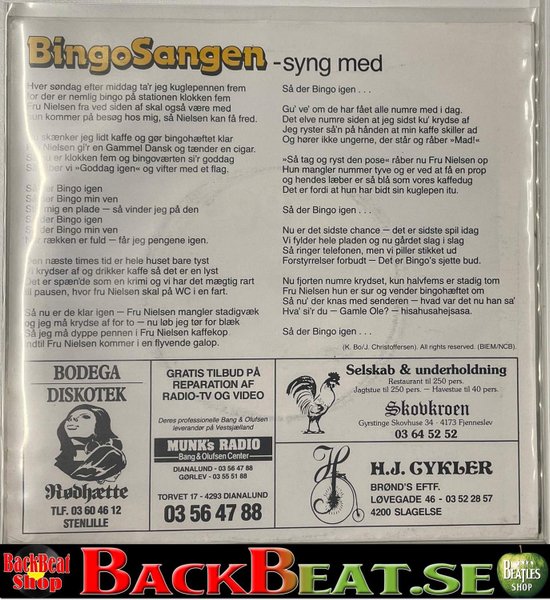 BingoSangen -syng med
Hver søndag efter middag ta'r jeg kuglepennen frem
for der er nemlig bingo på stationen klokken fem
Fru Nielsen fra ved siden af skal også være med
hun kommer på besøg hos mig, så Nielsen kan få fred.
skænker jeg lidt kaffe og gør bingohæftet klar
Nielsen gi'r en Gammel Dansk og tænder en cigar.
er klokken fem og bingoværten si'r goddag
vi »Goddag igen« og vifter med et flag.
Så der Bingo igen
Så der Bingo min ven
mig en plade – så vinder jeg på den
Så der Bingo igen
Så der Bingo min ven
rækken er fuld – får jeg pengene igen.
Den næste times tid er hele huset bare tyst
Vi krydser af og drikker kaffe så det er en lyst
Det er spæn'de som en krimi og vi det mægtig rart
til pausen, hvor fru Nielsen skal på WC i en fart.
Så nu er de klar igen – Fru Nielsen mangler stadigvæk
og jeg må krydse af for to – nu løb jeg tør for blæk
Så jeg må dyppe pennen i Fru Nielsens kaffekop
indtil Fru Nielsen kommer i en flyvende galop.
Så der Bingo igen . . .
Gu' ve' om de har fået alle numre med i dag.
Det elve numre siden at jeg sidst ku' krydse af
Jeg ryster så'n på hånden at min kaffe skiller ad
Og hører ikke ungerne, der står og råber »Mad!«
Så der Bingo igen . . .
»Så tag og ryst den pose« råber nu Fru Nielsen op
Hun mangler nummer tyve og er ved at få en prop
og hendes læber er så blå som vores kaffedug
Det er fordi at hun har bidt sin kuglepen itu.
Så der Bingo igen . . .
Nu er det sidste chance – det er sidste spil idag
Vi fylder hele pladen og nu gårdet slag i slag
Så ringer telefonen, men vi piller stikket ud
Forstyrrelser forbudt – Det er Bingo's sjette bud.
Nu fjorten numre krydset, kun halvfems er stadig tom
Fru Nielsen hun er sur og vender bingohæftet om
Så nu' der knas med senderen – hvad var det nu han sa'
Hva' si'r du – Gamle Ole? – hisahusahejsasa.
Så der Bingo igen . . .
(K. Bo/J. Christoffersen). All rights reserved. (BIEM/NCB).
BODEGA
DISKOTEK
Rødhætte
TLF. 03 60 46 12
STENLILLE
GRATIS TILBUD PÅ
REPARATION AF
RADIO-TV OG VIDEO
Deres professionelle Bang & Olufsen
leverandør på Vestsjælland
MUNK's RADIO
Bang & Olufsen Center
DIANALUND - 03 56 47 88
GØRLEV - 03 55 51 88
TORVET 17 - 4293 DIANALUND
03 56 47 88
Selskab & underholdning
Restaurant til 250 pers.
Jagtstue til 250 pers. – Havestue til 40 pers.
Skovkroen
Gyrstinge Skovhuse 34 - 4173 Fjenneslev
03 64 52 52
H.J. CYKLER
BRØND'S EFTF.
LØVEGADE 46 - 03 52 28 57
4200 SLAGELSE
BackBeat
Shop
BACKBEAT.SE
BEATLES
SHOP